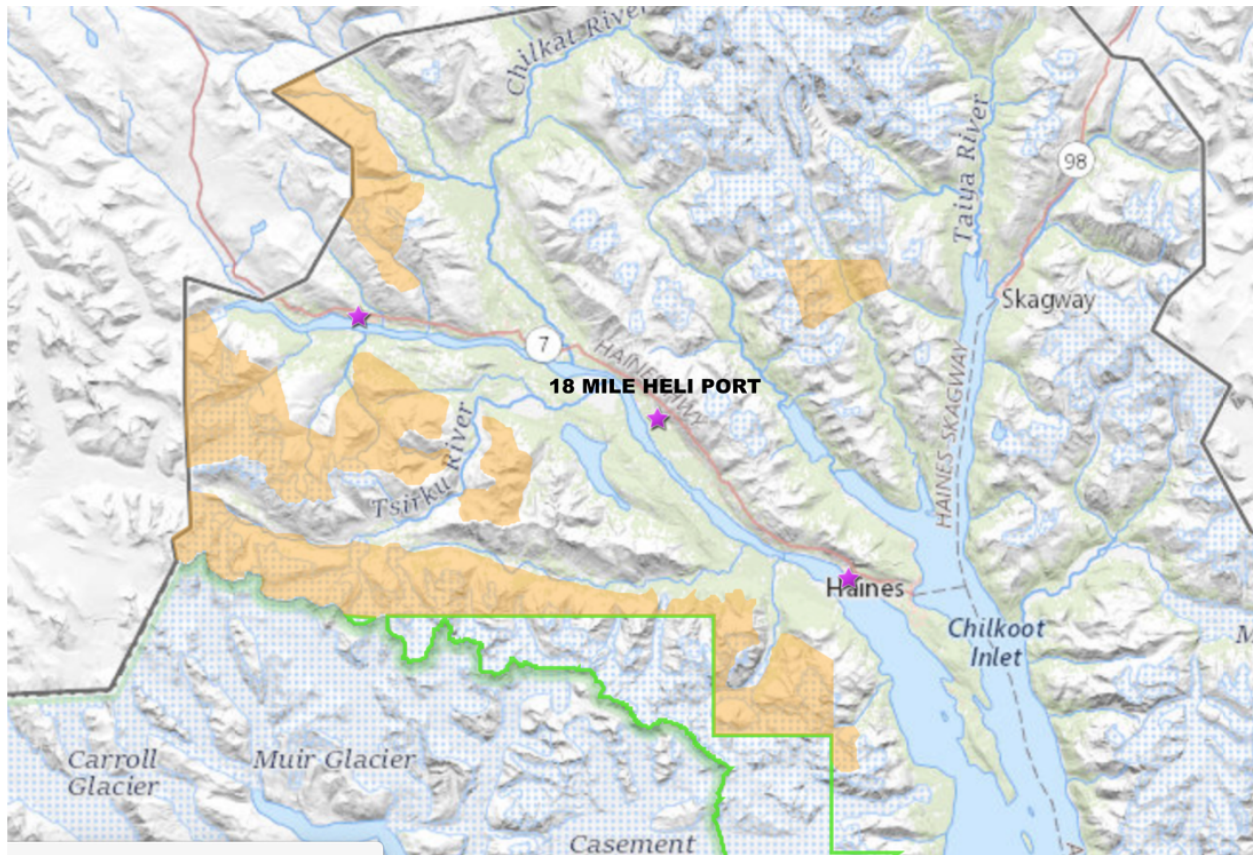 Chilkat River
Taiya River
98
Skagway
7
HAINES HWY
18 MILE HELI PORT
HAINES SKAGWAY
Tsirku River
Haines
Chilkoot
Inlet
Carroll
Glacier
Muir Glacier
Casement
M
A